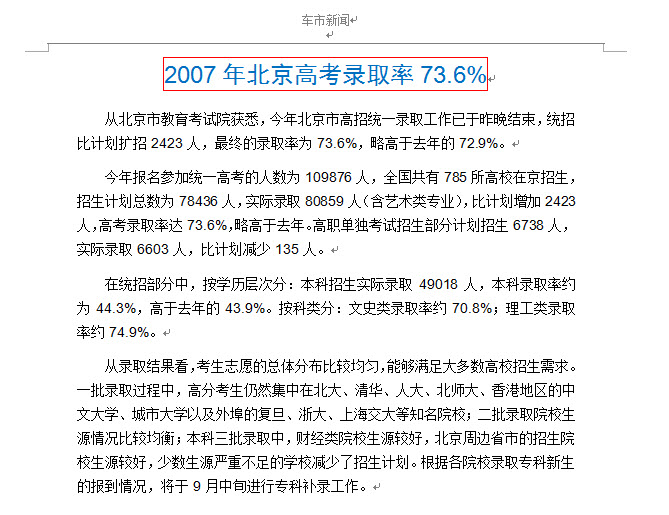 车市新闻
2007 年北京高考录取率 73.6%
从北京市教育考试院获悉，今年北京市高招统一录取工作已于昨晚结束，统招
比计划扩招 2423 人，最终的录取率为 73.6%，略高于去年的 72.9%。
今年报名参加统一高考的人数为 109876 人，全国共有 785 所高校在京招生，
招生计划总数为 78436 人，实际录取 80859 人（含艺术类专业），比计划增加 2423
人，高考录取率达 73.6%，略高于去年。高职单独考试招生部分计划招生 6738 人，
实际录取 6603 人，比计划减少 135 人。
在统招部分中，按学历层次分：本科招生实际录取 49018 人，本科录取率约
为 44.3%，高于去年的 43.9%。按科类分：文史类录取率约 70.8%；理工类录取
率约 74.9%。
从录取结果看，考生志愿的总体分布比较均匀，能够满足大多数高校招生需求。
一批录取过程中，高分考生仍然集中在北大、清华、人大、北师大、香港地区的中
文大学、城市大学以及外埠的复旦、浙大、上海交大等知名院校；二批录取院校生
源情况比较均衡；本科三批录取中，财经类院校生源较好，北京周边省市的招生院
校生源较好，少数生源严重不足的学校减少了招生计划。根据各院校录取专科新生
的报到情况，将于 9 月中旬进行专科补录工作。